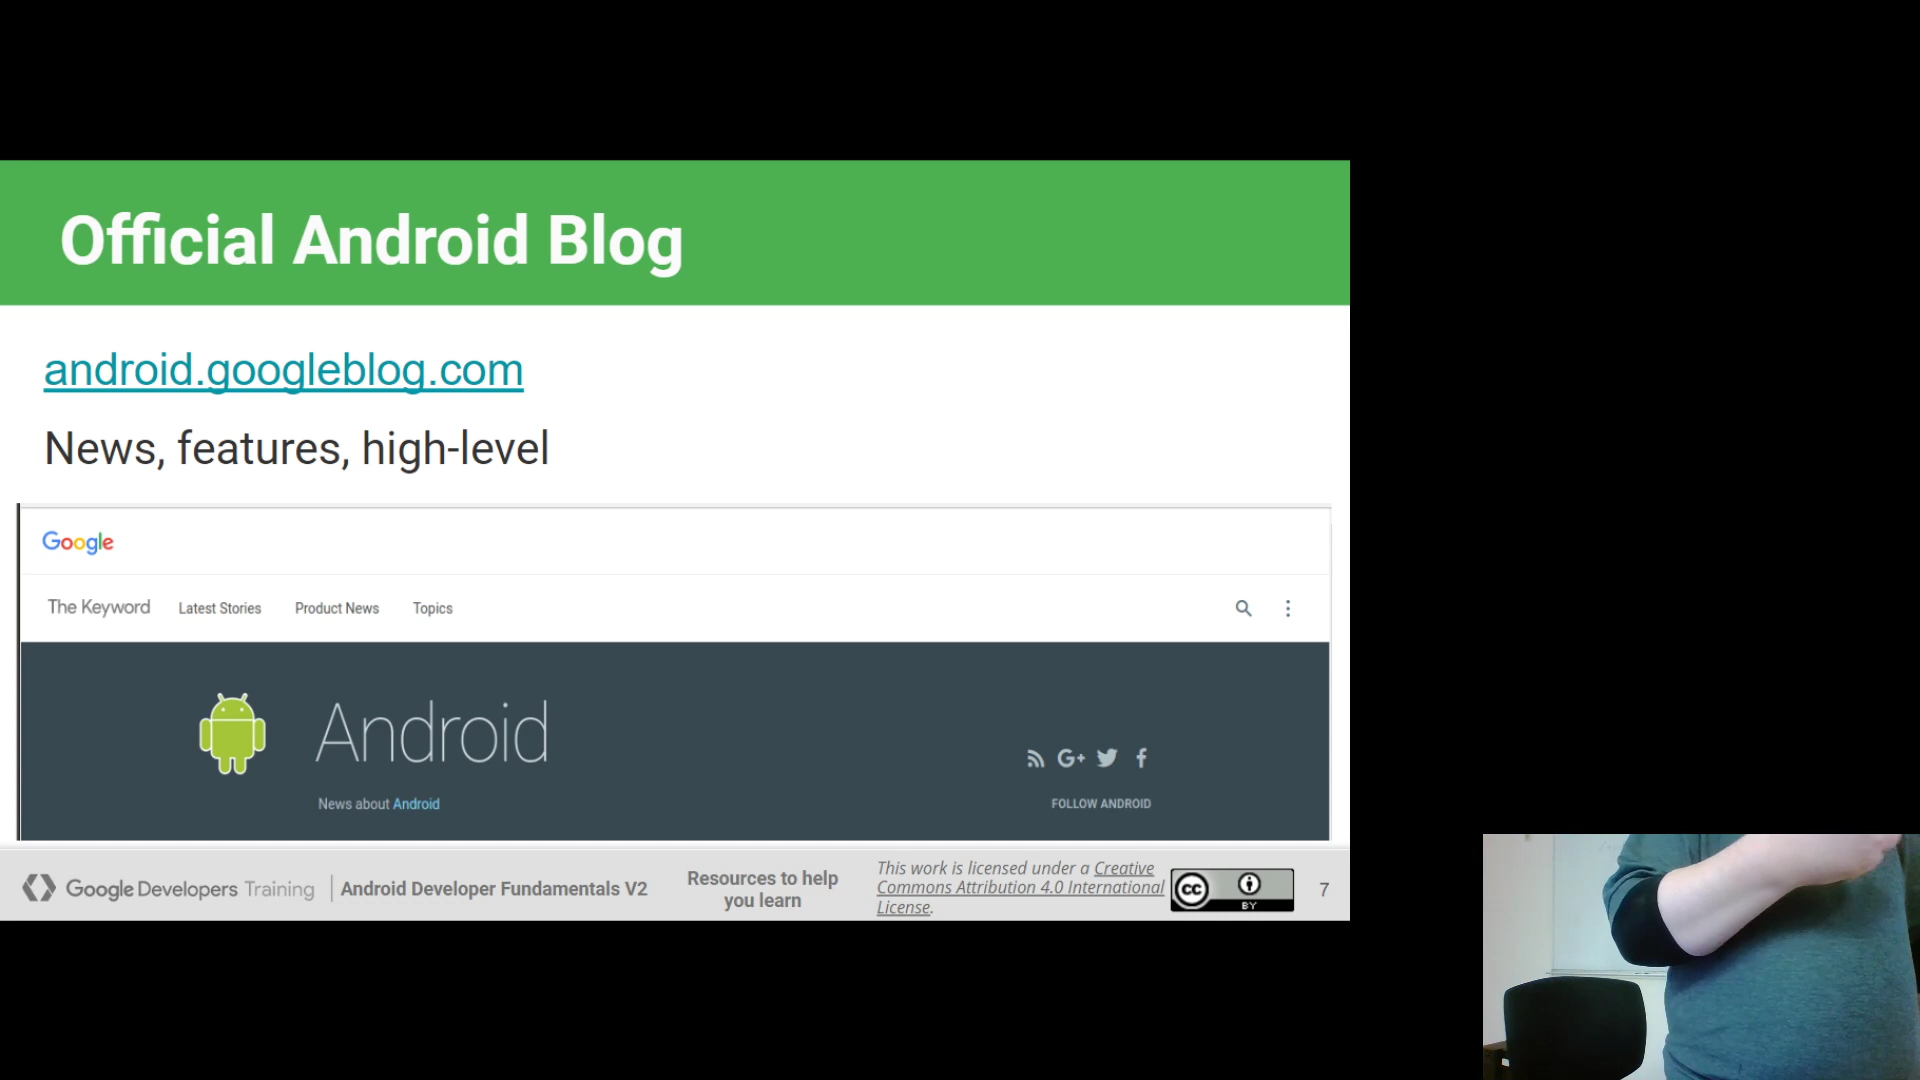 Official Android Blog
android.googleblog.com
News, features, high-level
Google
The Keyword Latest Stories Product News Topics
Android
G+ f
News about Android
FOLLOW ANDROID
Google Developers Training | Android Developer Fundamentals V2
Resources to help
you learn
This work is licensed under a Creative
Commons Attribution 4.0 International
License.
cc
BY
7